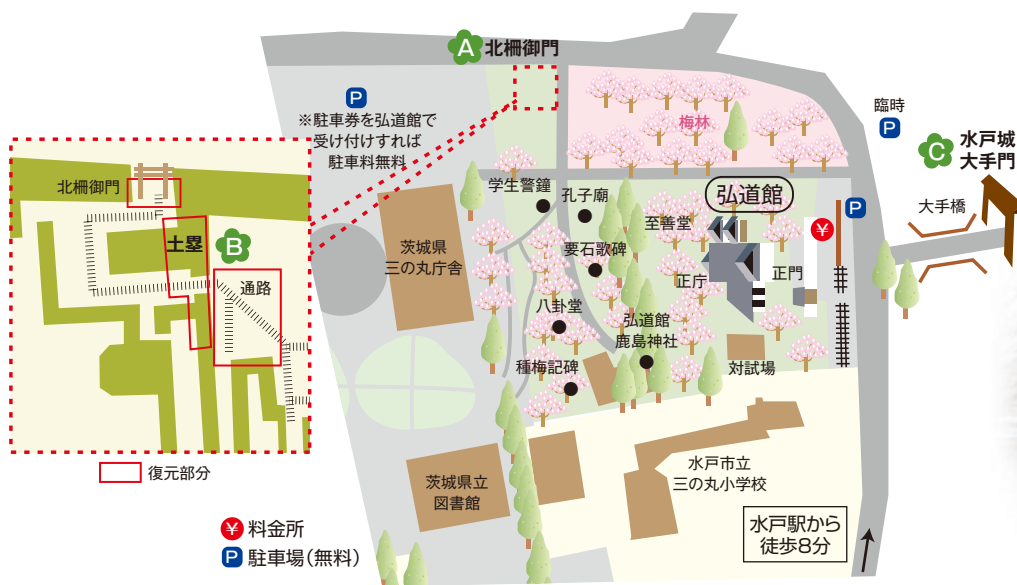 A 北柵御門
P
※駐車券を弘道館で
受け付けすれば
駐車料無料
梅林
臨時
P
C 水戸城
大手門
大手橋
北柵御門
土塁
B
通路
復元部分
学生警鐘
孔子廟
至善堂
弘道館
¥
P
茨城県
三の丸庁舎
要石歌碑
正庁
正門
八卦堂
弘道館
鹿島神社
種梅記碑
対試場
茨城県立
図書館
水戸市立
三の丸小学校
水戸駅から
徒歩8分
¥ 料金所
P 駐車場(無料)